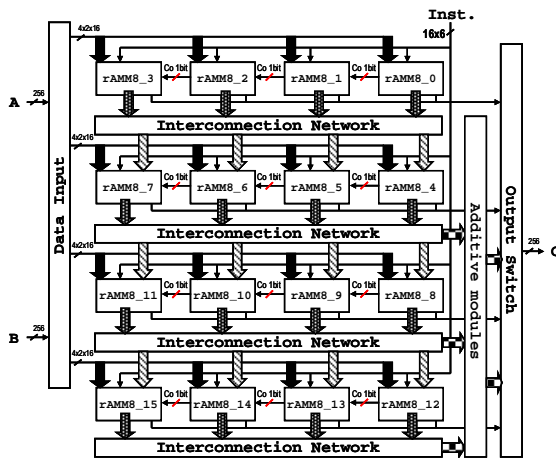 Inst.
16x6
4x2x16
rAMM8_3
Co 1bit
rAMM8_2
Co 1bit
rAMM8_1
Co 1bit
rAMM8_0
A
256
Interconnection Network
4x2x16
rAMM8_7
Co 1bit
rAMM8_6
Co 1bit
rAMM8_5
Co 1bit
rAMM8_4
Interconnection Network
Data Input
Additive modules
Output Switch
256
C
4x2x16
rAMM8_11
Co 1bit
rAMM8_10
Co 1bit
rAMM8_9
Co 1bit
rAMM8_8
B
256
Interconnection Network
4x2x16
rAMM8_15
Co 1bit
rAMM8_14
Co 1bit
rAMM8_13
Co 1bit
rAMM8_12
Interconnection Network